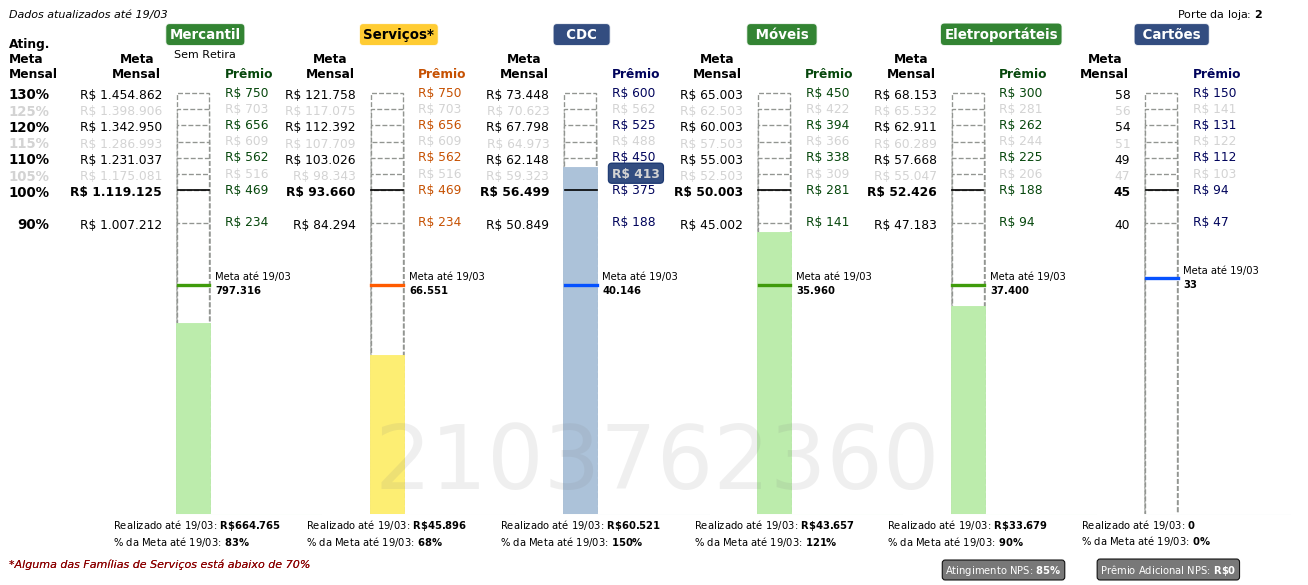 Dados atualizados até 19/03 Porte da loja: 2
Mercantil Serviços* CDC Móveis Eletroportáteis Cartões
Sem Retira
Ating. Meta Mensal Meta Mensal Prêmio Meta Mensal Prêmio Meta Mensal Prêmio Meta Mensal Prêmio Meta Mensal Prêmio Meta Mensal Prêmio
130% R$ 1.454.862 R$ 750 R$ 121.758 R$ 750 R$ 73.448 R$ 600 R$ 65.003 R$ 450 R$ 68.153 R$ 300 58 R$ 150
125% R$ 1.398.906 R$ 703 R$ 117.075 R$ 703 R$ 70.623 R$ 562 R$ 62.503 R$ 422 R$ 65.532 R$ 281 56 R$ 141
120% R$ 1.342.950 R$ 656 R$ 112.392 R$ 656 R$ 67.798 R$ 525 R$ 60.003 R$ 394 R$ 62.911 R$ 262 54 R$ 131
115% R$ 1.286.993 R$ 609 R$ 107.709 R$ 609 R$ 64.973 R$ 488 R$ 57.503 R$ 366 R$ 60.289 R$ 244 51 R$ 122
110% R$ 1.231.037 R$ 562 R$ 103.026 R$ 562 R$ 62.148 R$ 450 R$ 55.003 R$ 338 R$ 57.668 R$ 225 49 R$ 112
105% R$ 1.175.081 R$ 516 R$ 98.343 R$ 516 R$ 59.323 R$ 413 R$ 52.503 R$ 309 R$ 55.047 R$ 206 47 R$ 103
100% R$ 1.119.125 R$ 469 R$ 93.660 R$ 469 R$ 56.499 R$ 375 R$ 50.003 R$ 281 R$ 52.426 R$ 188 45 R$ 94
90% R$ 1.007.212 R$ 234 R$ 84.294 R$ 234 R$ 50.849 R$ 188 R$ 45.002 R$ 141 R$ 47.183 R$ 94 40 R$ 47
Meta até 19/03 Meta até 19/03 Meta até 19/03 Meta até 19/03 Meta até 19/03 Meta até 19/03
797.316 66.551 40.146 35.960 37.400 33
2103762360
Realizado até 19/03: R$664.765 Realizado até 19/03: R$45.896 Realizado até 19/03: R$60.521 Realizado até 19/03: R$43.657 Realizado até 19/03: R$33.679 Realizado até 19/03: 0
% da Meta até 19/03: 83% % da Meta até 19/03: 68% % da Meta até 19/03: 150% % da Meta até 19/03: 121% % da Meta até 19/03: 90% % da Meta até 19/03: 0%
*Alguma das Famílias de Serviços está abaixo de 70% Atingimento NPS: 85% Prêmio Adicional NPS: R$0